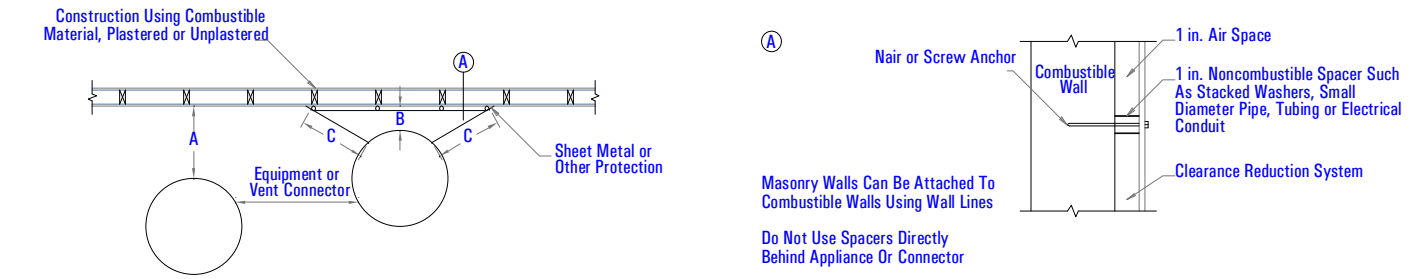 Construction Using Combustible
Material, Plastered or Unplastered
A
B
C
C
A
Equipment or
Vent Connector
Sheet Metal or
Other Protection
A
Nair or Screw Anchor
Combustible
Wall
1 in. Air Space
1 in. Noncombustible Spacer Such
As Stacked Washers, Small
Diameter Pipe, Tubing or Electrical
Conduit
Clearance Reduction System
Masonry Walls Can Be Attached To
Combustible Walls Using Wall Lines
Do Not Use Spacers Directly
Behind Appliance Or Connector